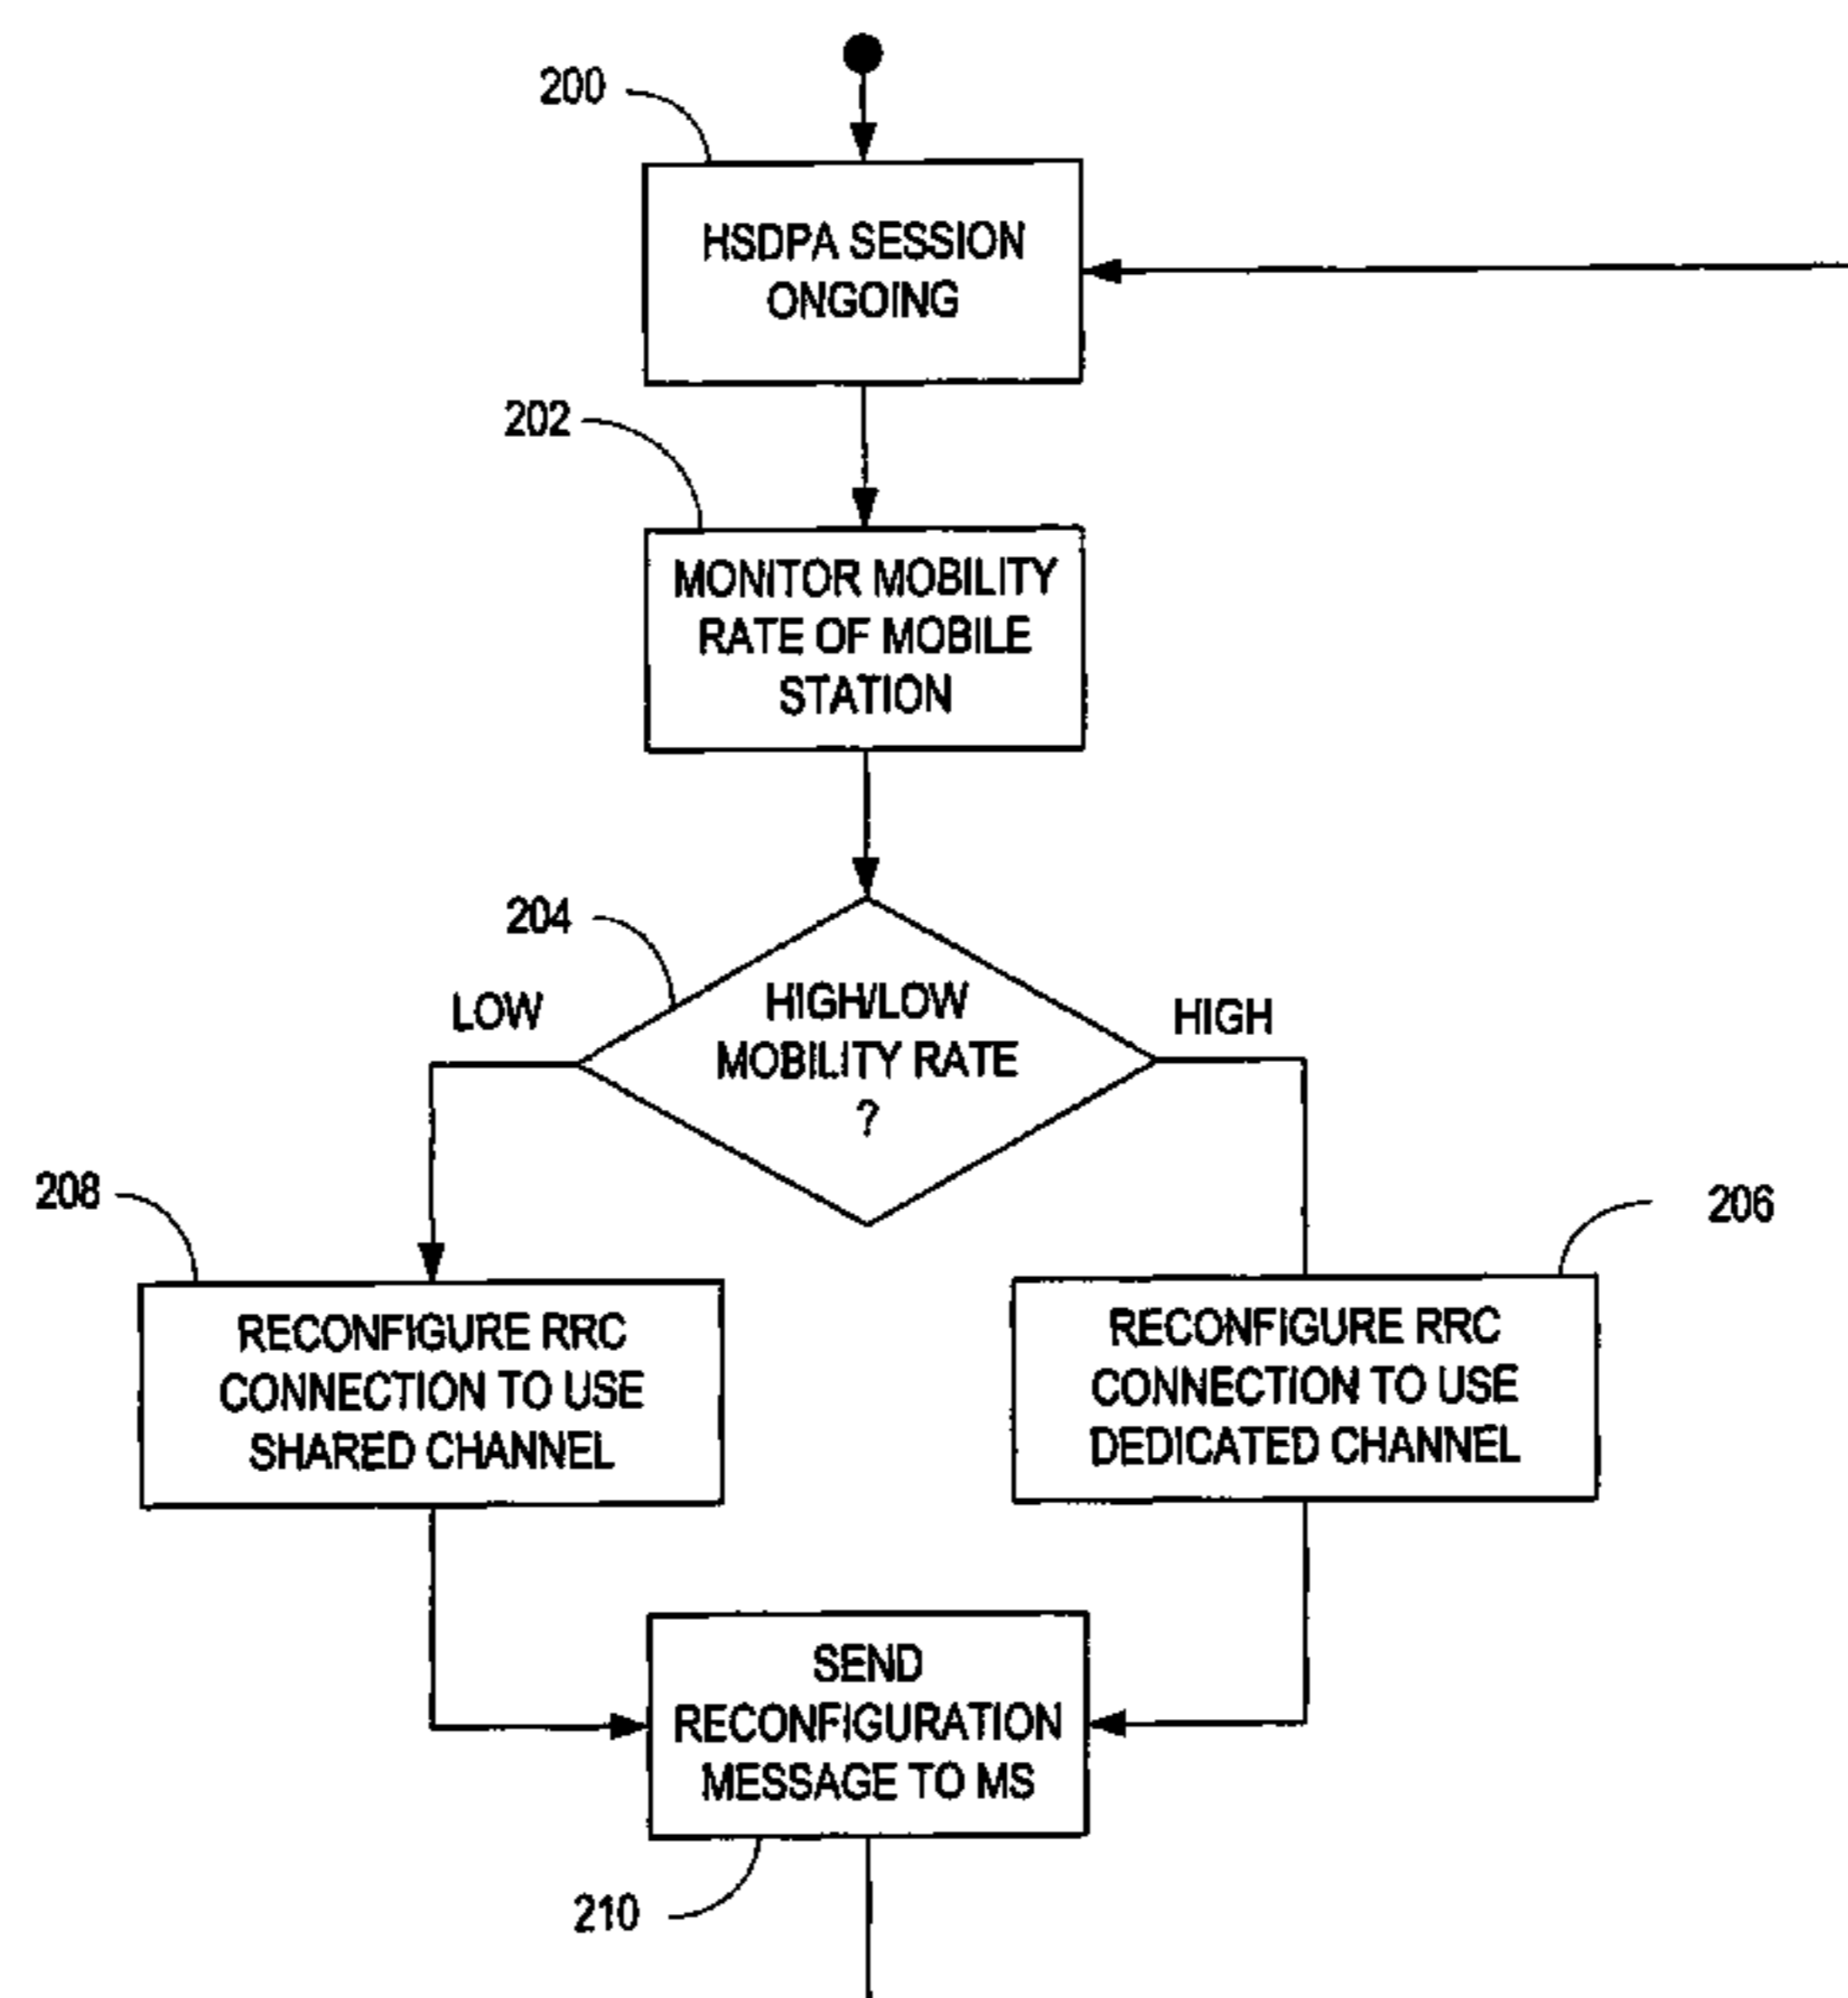 200
HSDPA SESSION
ONGOING
202
MONITOR MOBILITY
RATE OF MOBILE
STATION
204
LOW
HIGH/LOW
MOBILITY RATE
?
HIGH
208
206
RECONFIGURE RRC
CONNECTION TO USE
SHARED CHANNEL
RECONFIGURE RRC
CONNECTION TO USE
DEDICATED CHANNEL
SEND
RECONFIGURATION
MESSAGE TO MS
210